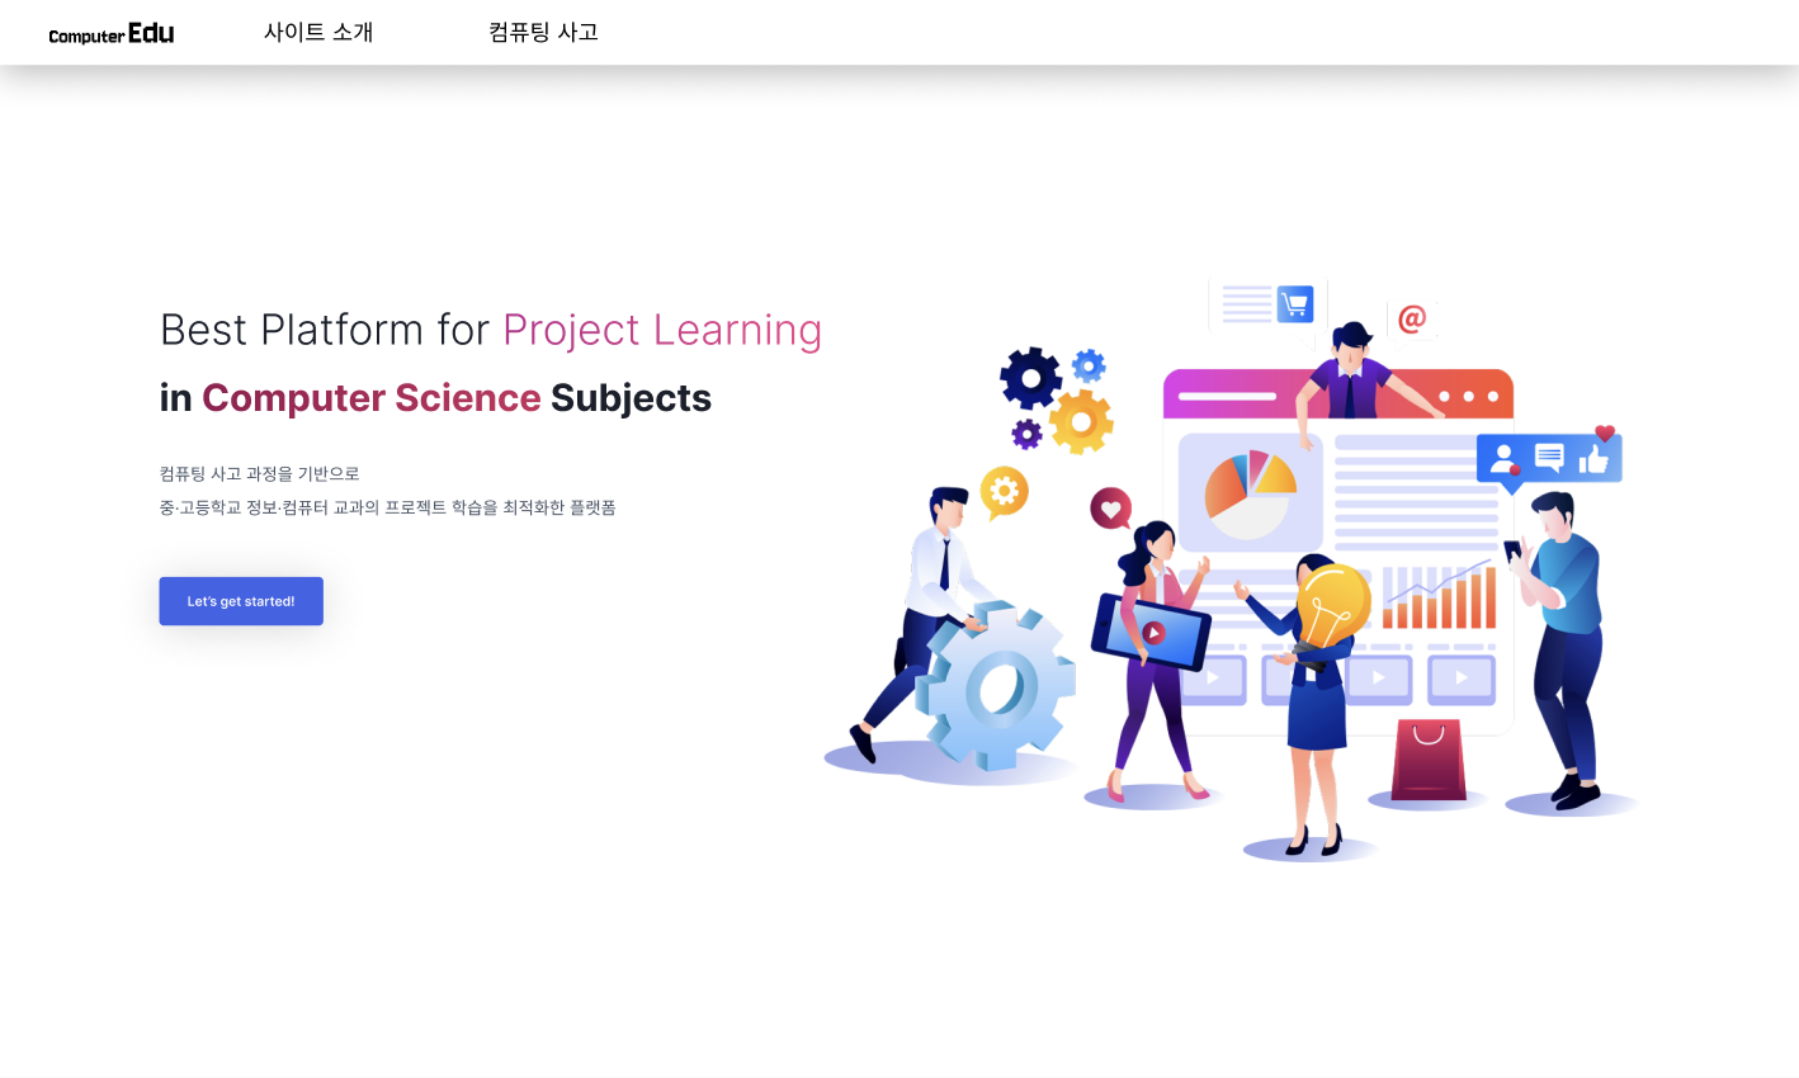 Computer Edu
사이트 소개
컴퓨팅 사고
Best Platform for Project Learning
in Computer Science Subjects
컴퓨팅 사고 과정을 기반으로
중·고등학교 정보·컴퓨터 교과의 프로젝트 학습을 최적화한 플랫폼
Let's get started!
@